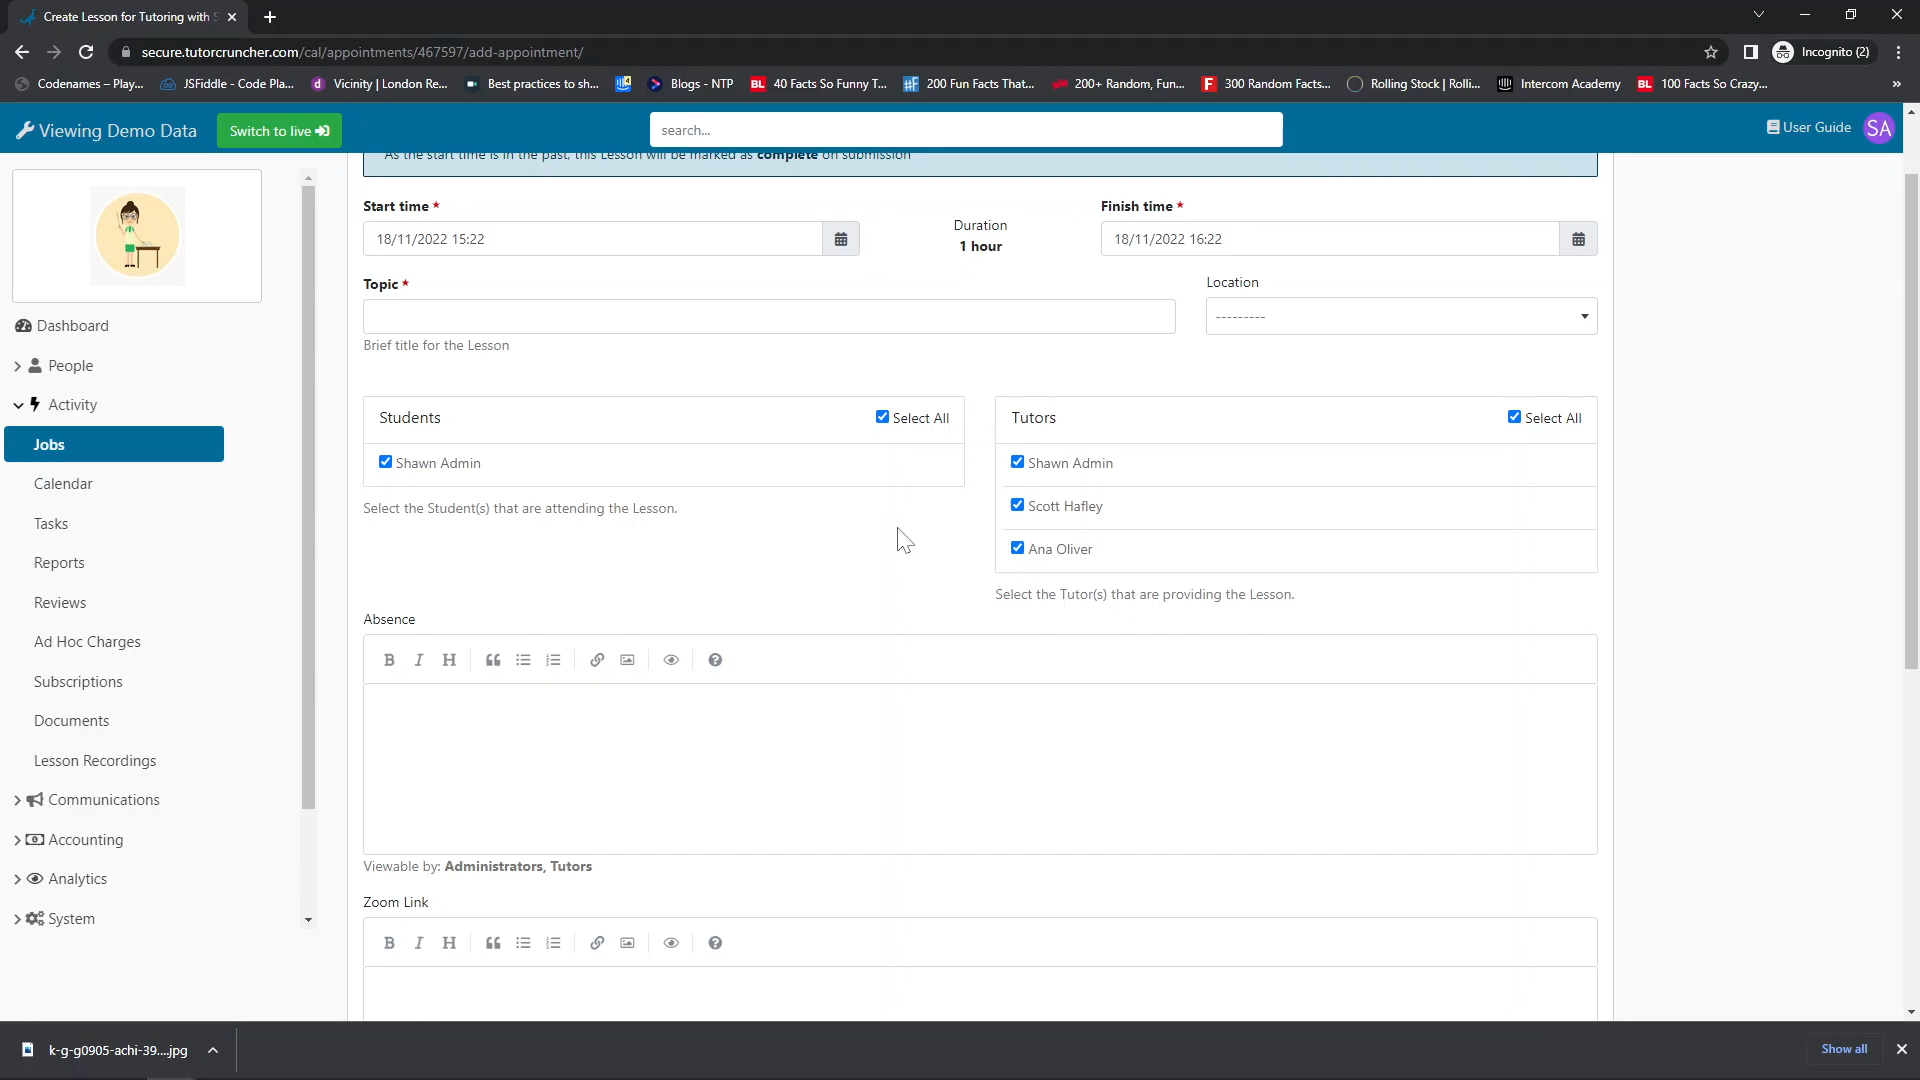 Create Lesson for Tutoring with S
secure.tutorcruncher.com/cal/appointments/467597/add-appointment/
Incognito (2)
Codenames – Play...
JSFiddle - Code Pla...
Vicinity | London Re...
Best practices to sh...
Blogs - NTP
BL 40 Facts So Funny T...
#F 200 Fun Facts That...
200+ Random, Fun...
F 300 Random Facts...
Rolling Stock | Rolli...
Intercom Academy
BL 100 Facts So Crazy...
Viewing Demo Data
Switch to live
search...
User Guide
SA
As the start time is in the past, this Lesson will be marked as complete on submission
Start time *
18/11/2022 15:22
Duration
1 hour
Finish time *
18/11/2022 16:22
Topic *
Brief title for the Lesson
Location
---------
Dashboard
People
Activity
Jobs
Calendar
Tasks
Reports
Reviews
Ad Hoc Charges
Subscriptions
Documents
Lesson Recordings
Communications
Accounting
Analytics
System
Students
Select All
Shawn Admin
Select the Student(s) that are attending the Lesson.
Tutors
Select All
Shawn Admin
Scott Hafley
Ana Oliver
Select the Tutor(s) that are providing the Lesson.
Absence
B I H
Viewable by: Administrators, Tutors
Zoom Link
B I H
k-g-g0905-achi-39....jpg
Show all